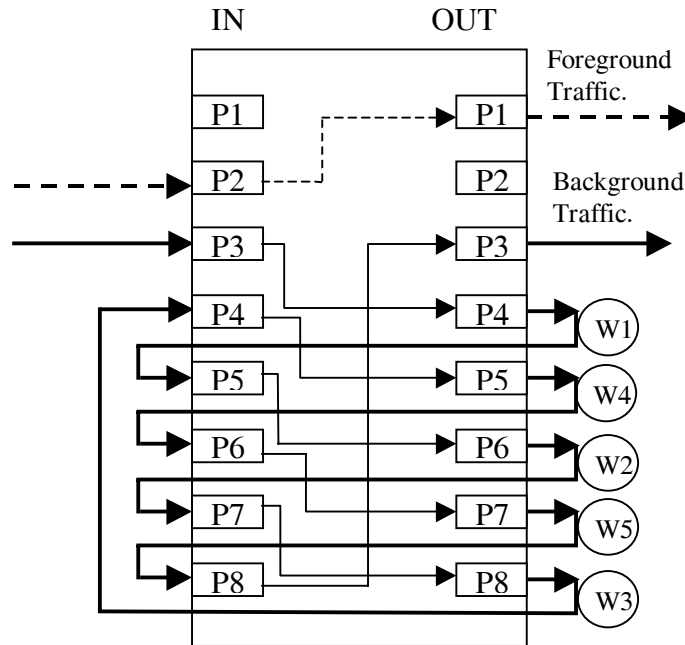 IN OUT
Foreground
Traffic.
P1 P1
P2 P2
Background
Traffic.
P3 P3
P4 P4
W1
P5 P5
W4
P6 P6
W2
P7 P7
W5
P8 P8
W3